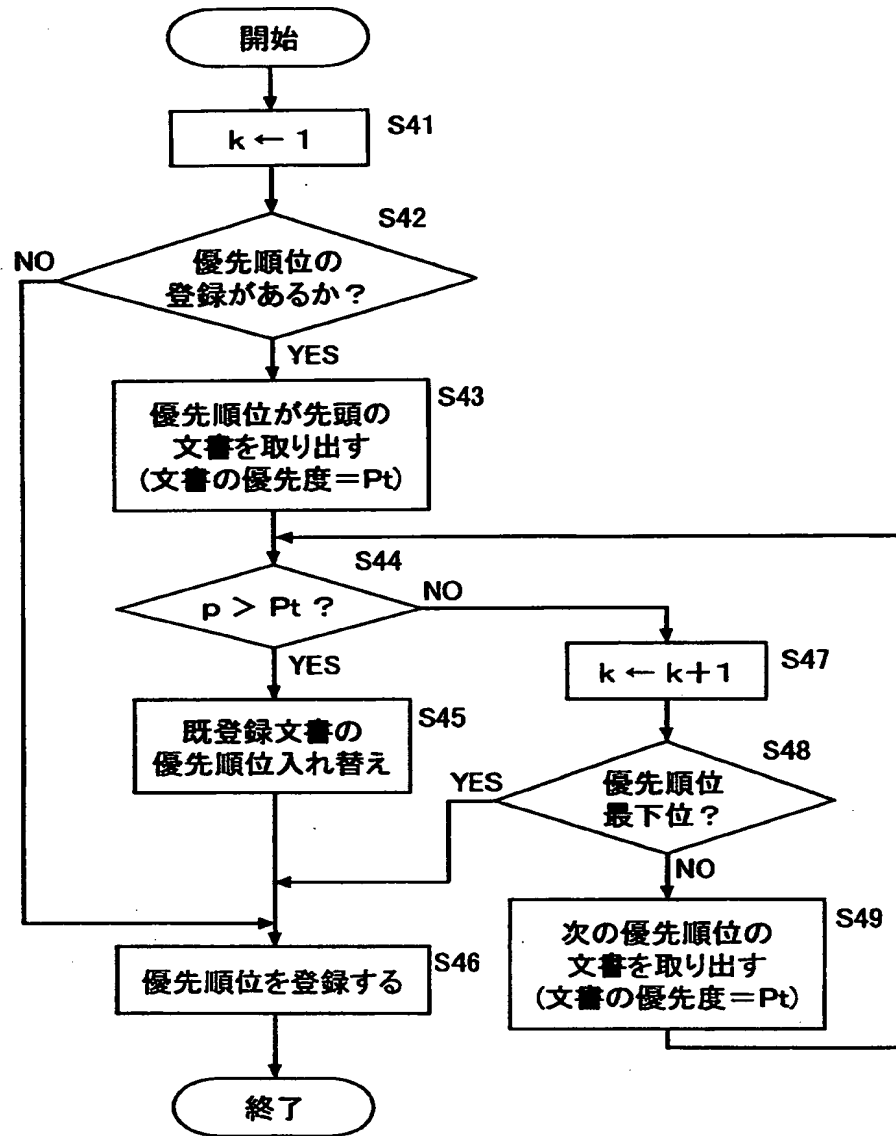 開始
k ← 1
S41
S42
優先順位の
登録があるか？
NO
YES
S43
優先順位が先頭の
文書を取り出す
(文書の優先度＝Pt)
S44
p > Pt ?
NO
YES
k ← k＋1
S47
S45
既登録文書の
優先順位入れ替え
S48
優先順位
最下位？
YES
NO
S49
次の優先順位の
文書を取り出す
(文書の優先度＝Pt)
S46
優先順位を登録する
終了